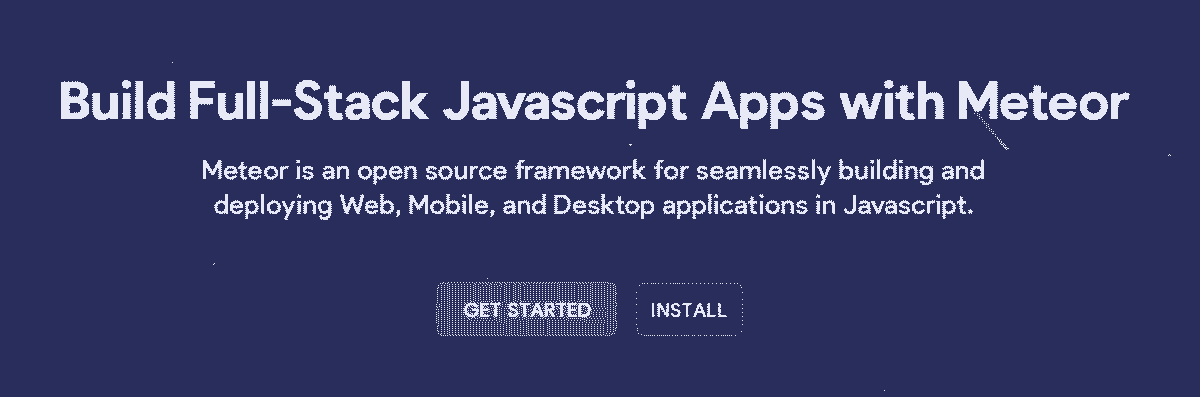 Build Full-Stack Javascript Apps with Meteor
Meteor is an open source framework for seamlessly building and
deploying Web, Mobile, and Desktop applications in Javascript.
GET STARTED
INSTALL